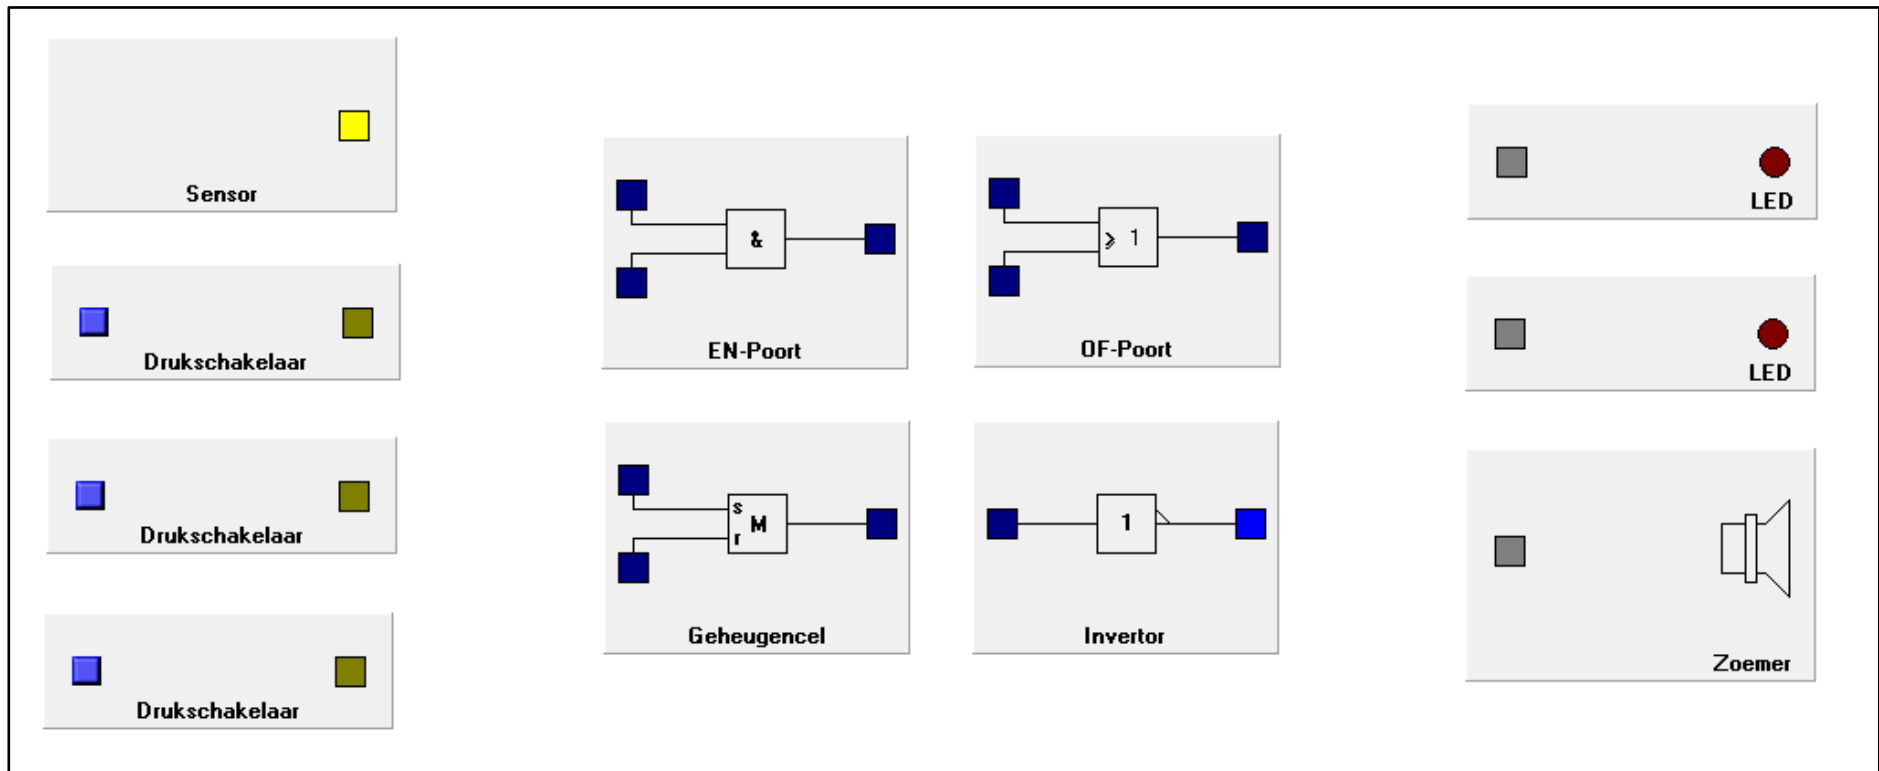 Sensor
Drukschakelaar
Drukschakelaar
Drukschakelaar
&
EN-Poort
≥ 1
OF-Poort
s
M
r
Geheugencel
1
Invertor
LED
LED
Zoemer